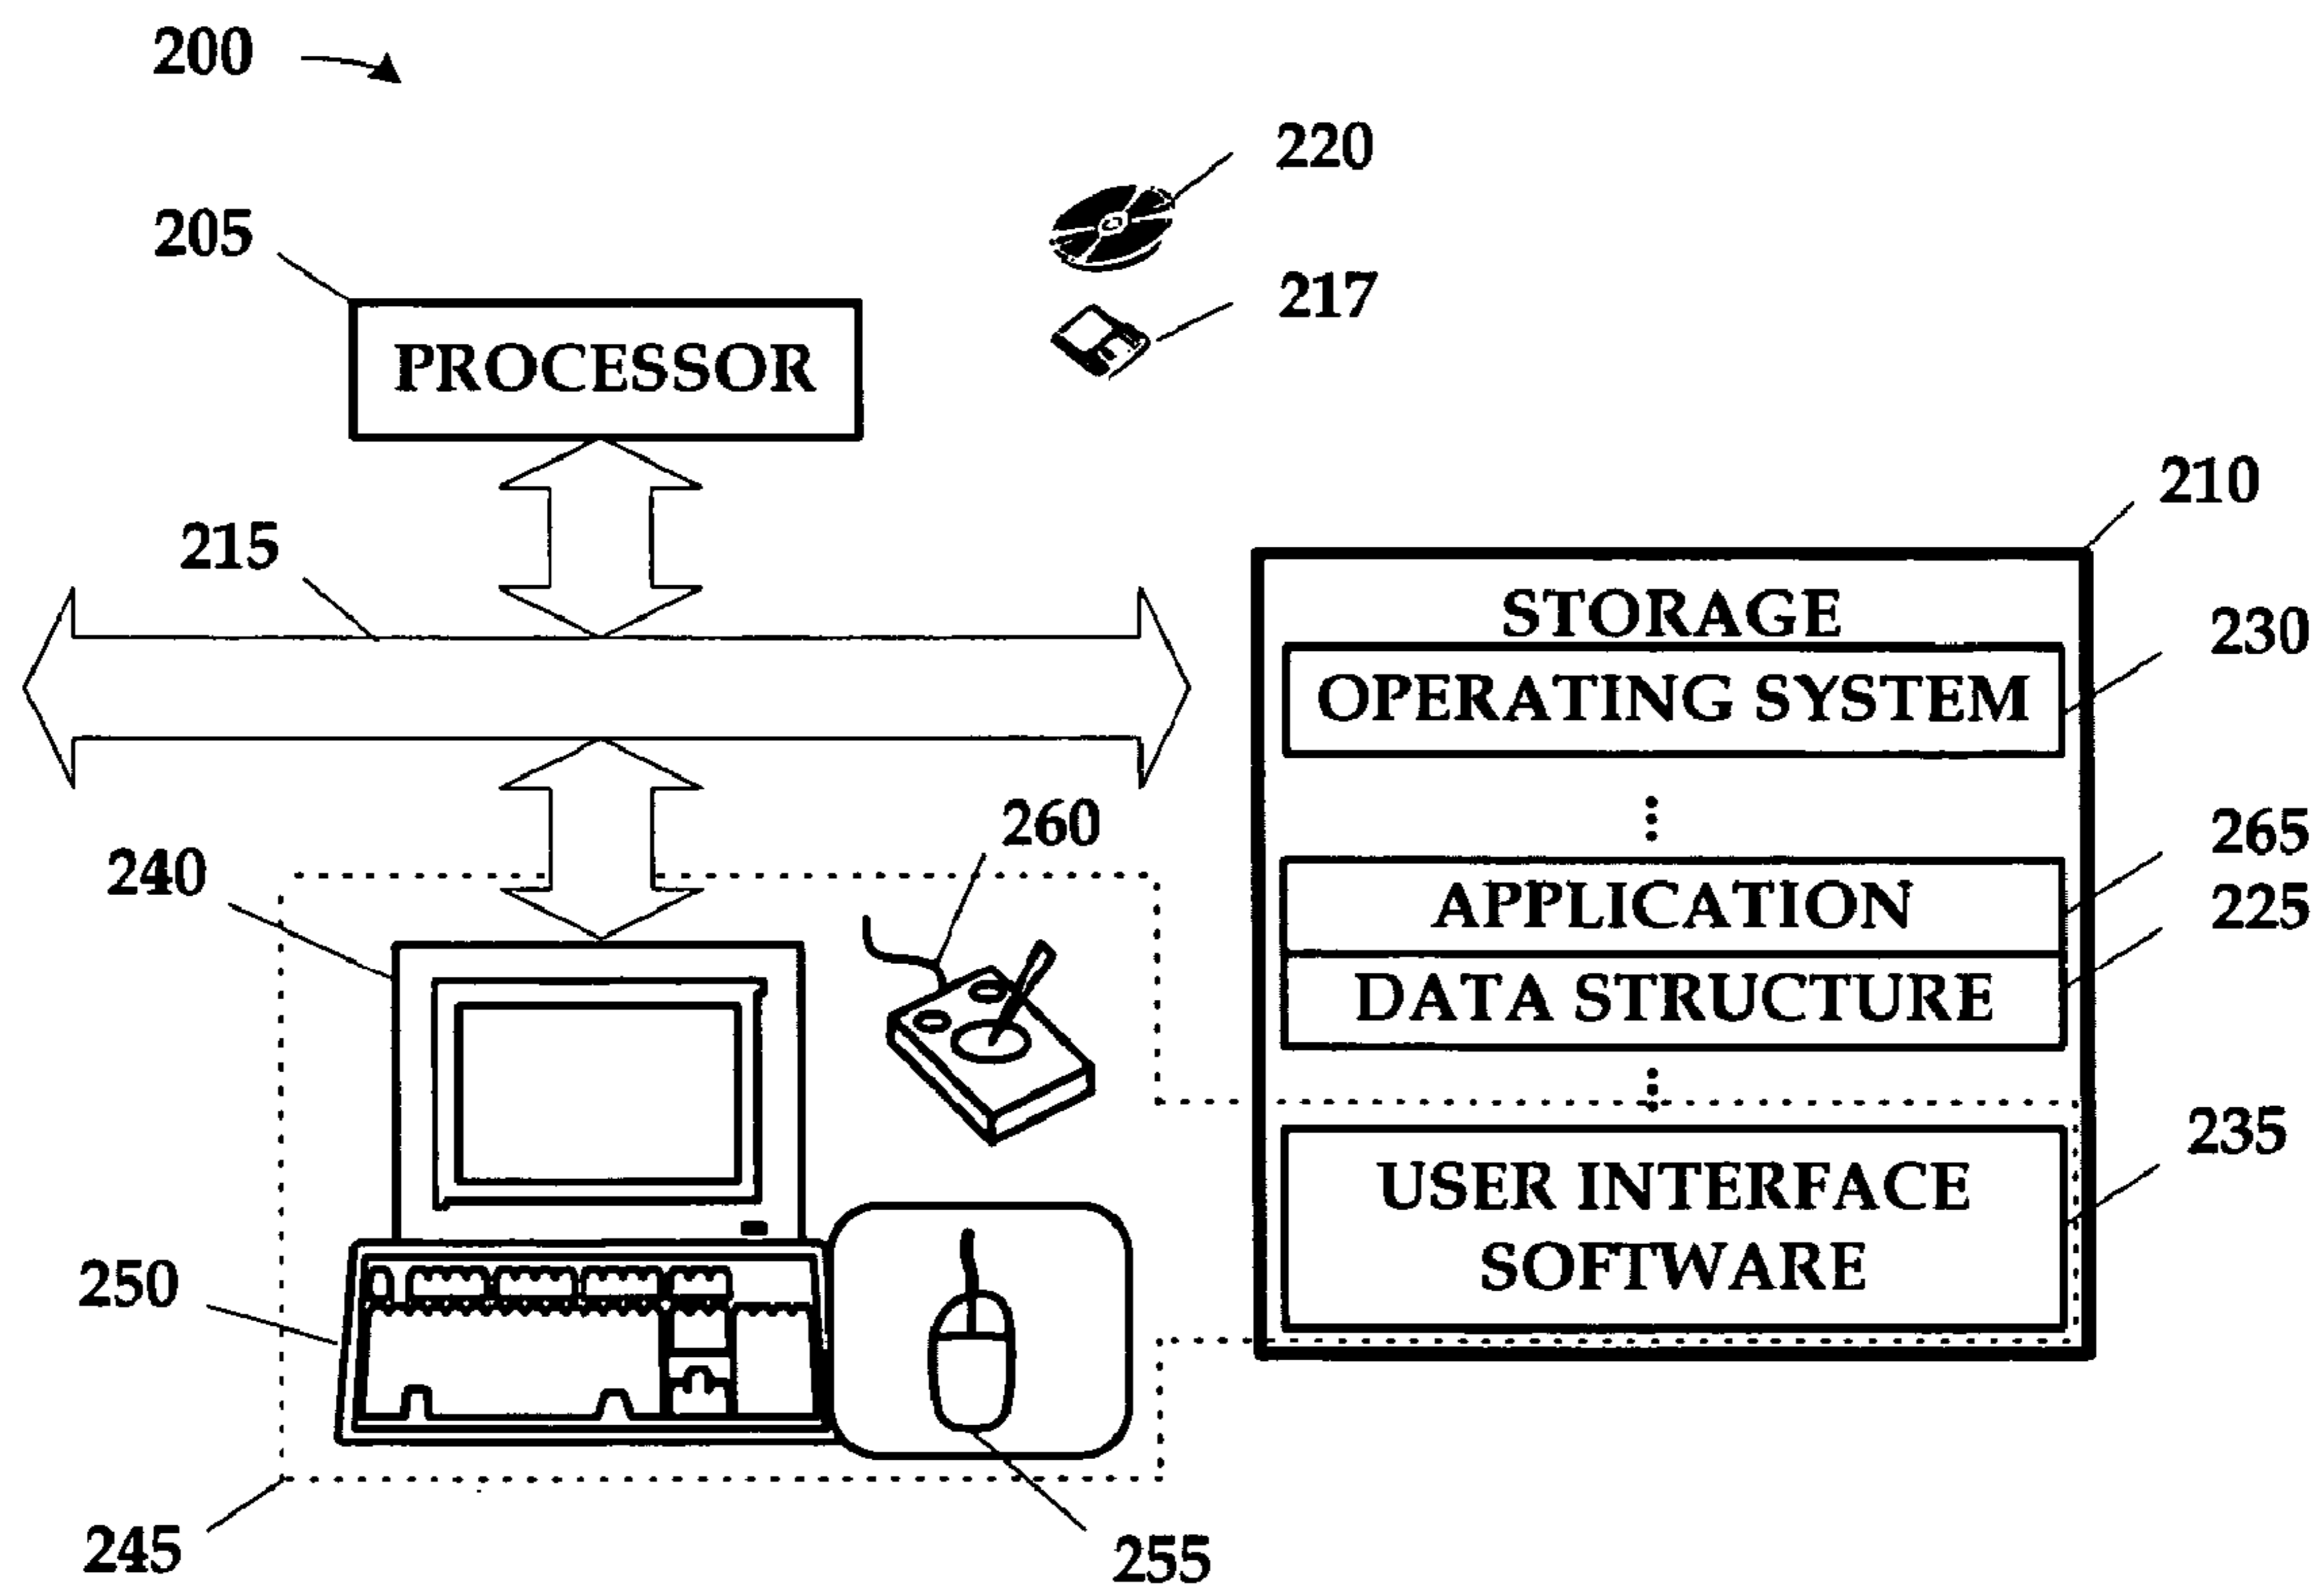 200
220
205
217
PROCESSOR
210
215
STORAGE
230
OPERATING SYSTEM
260
265
240
APPLICATION
225
DATA STRUCTURE
235
USER INTERFACE
SOFTWARE
250
245
255